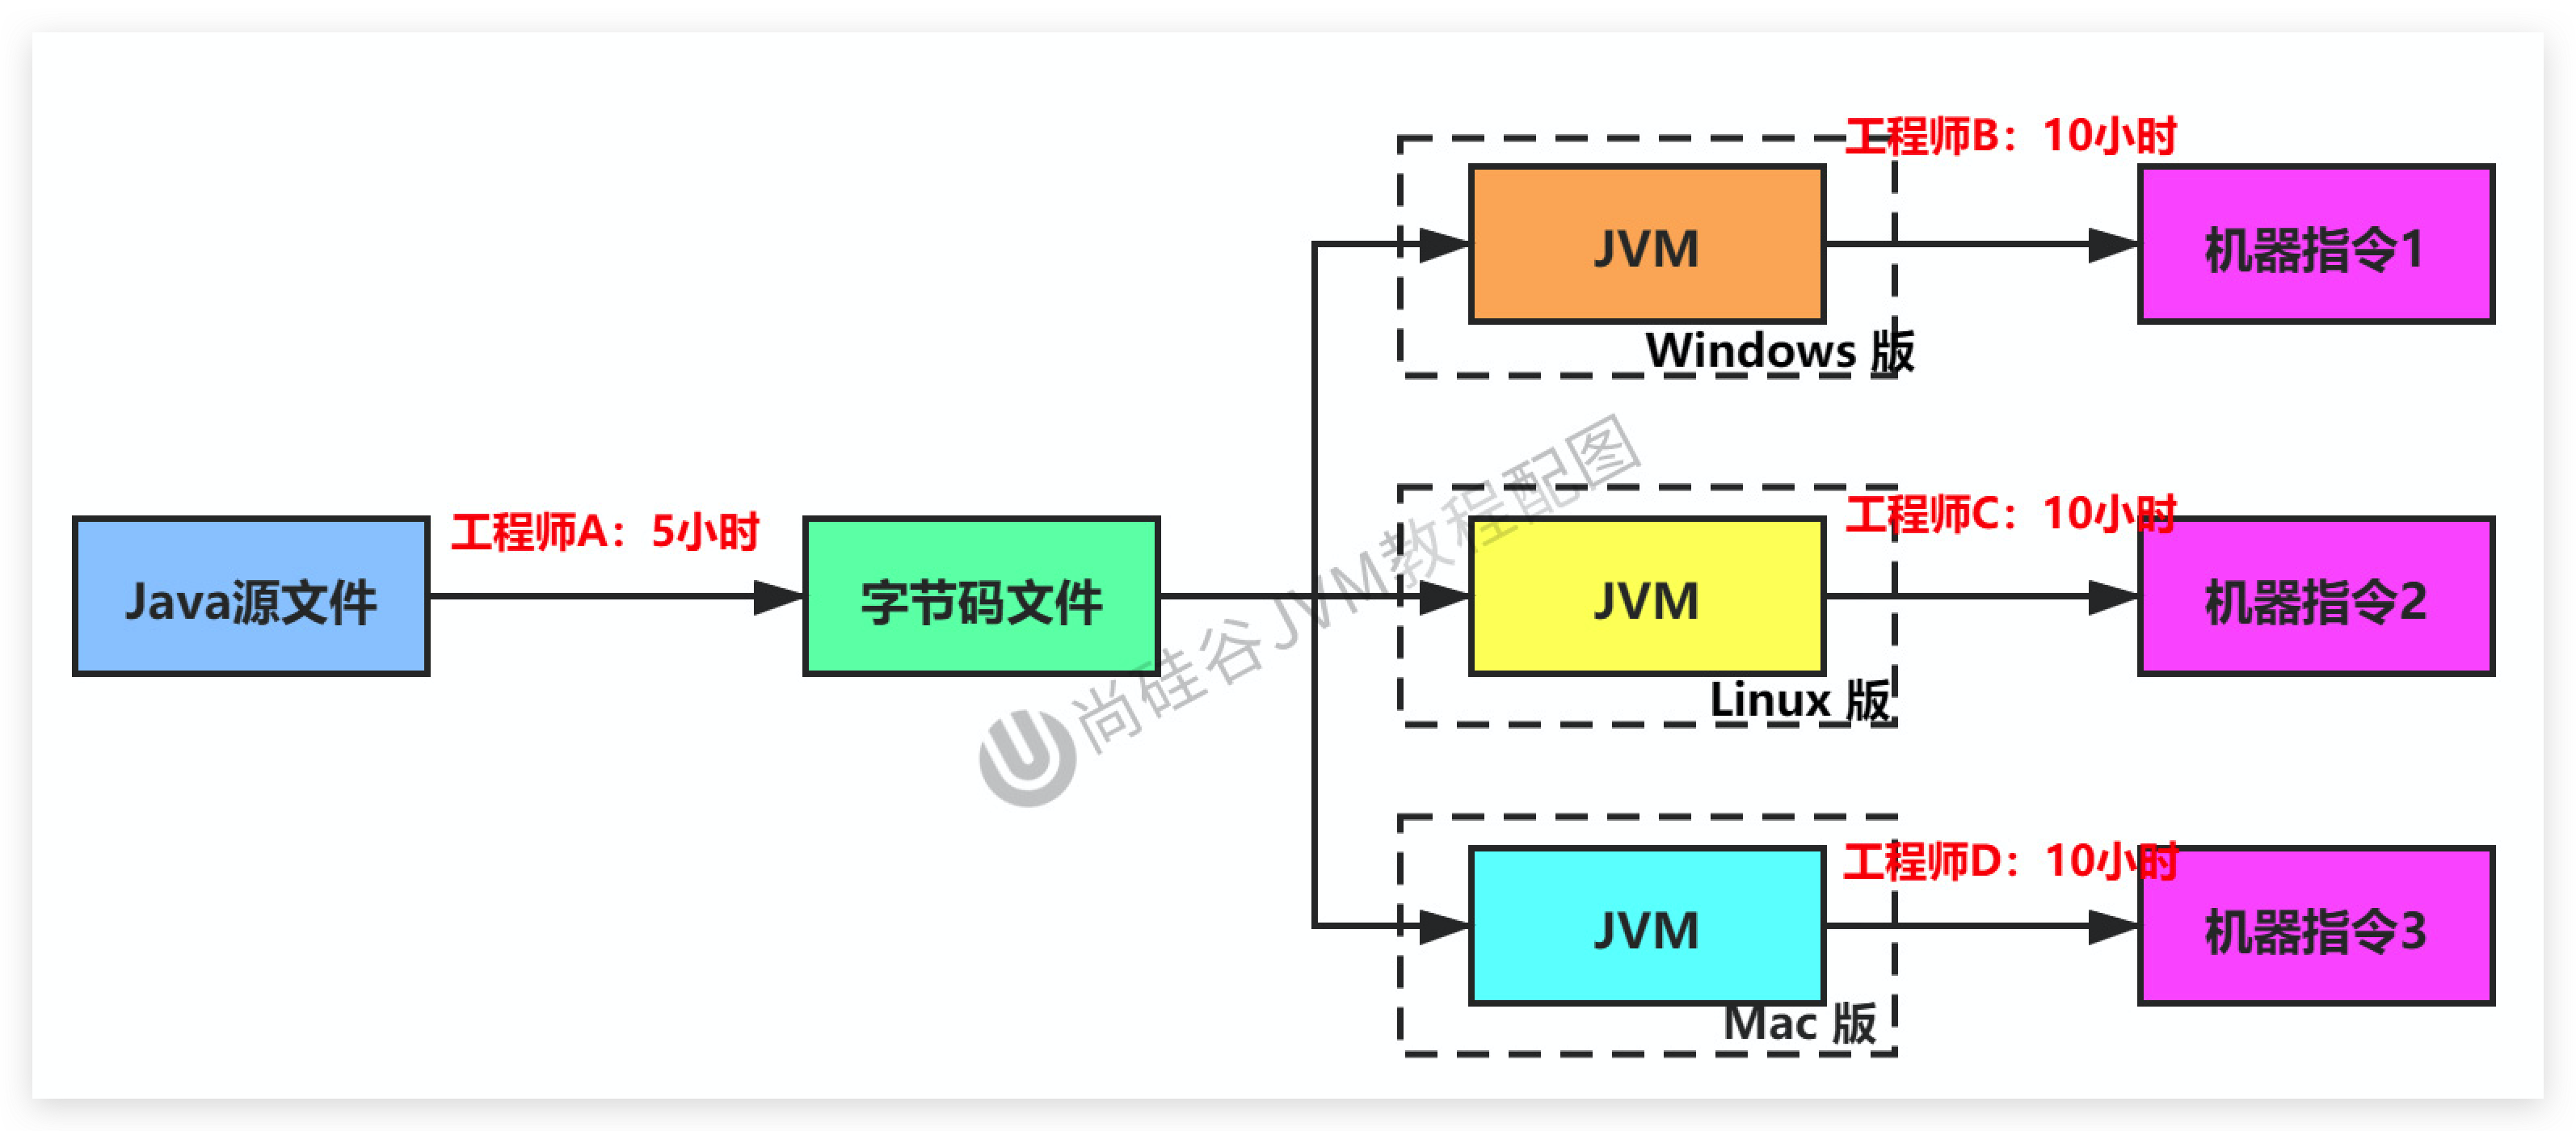 工程师B：10小时
JVM
机器指令1
Windows 版
Java源文件
工程师A：5小时
字节码文件
工程师C：10小时
JVM
机器指令2
Linux 版
工程师D：10小时
JVM
机器指令3
Mac 版
尚硅谷JVM教程配图